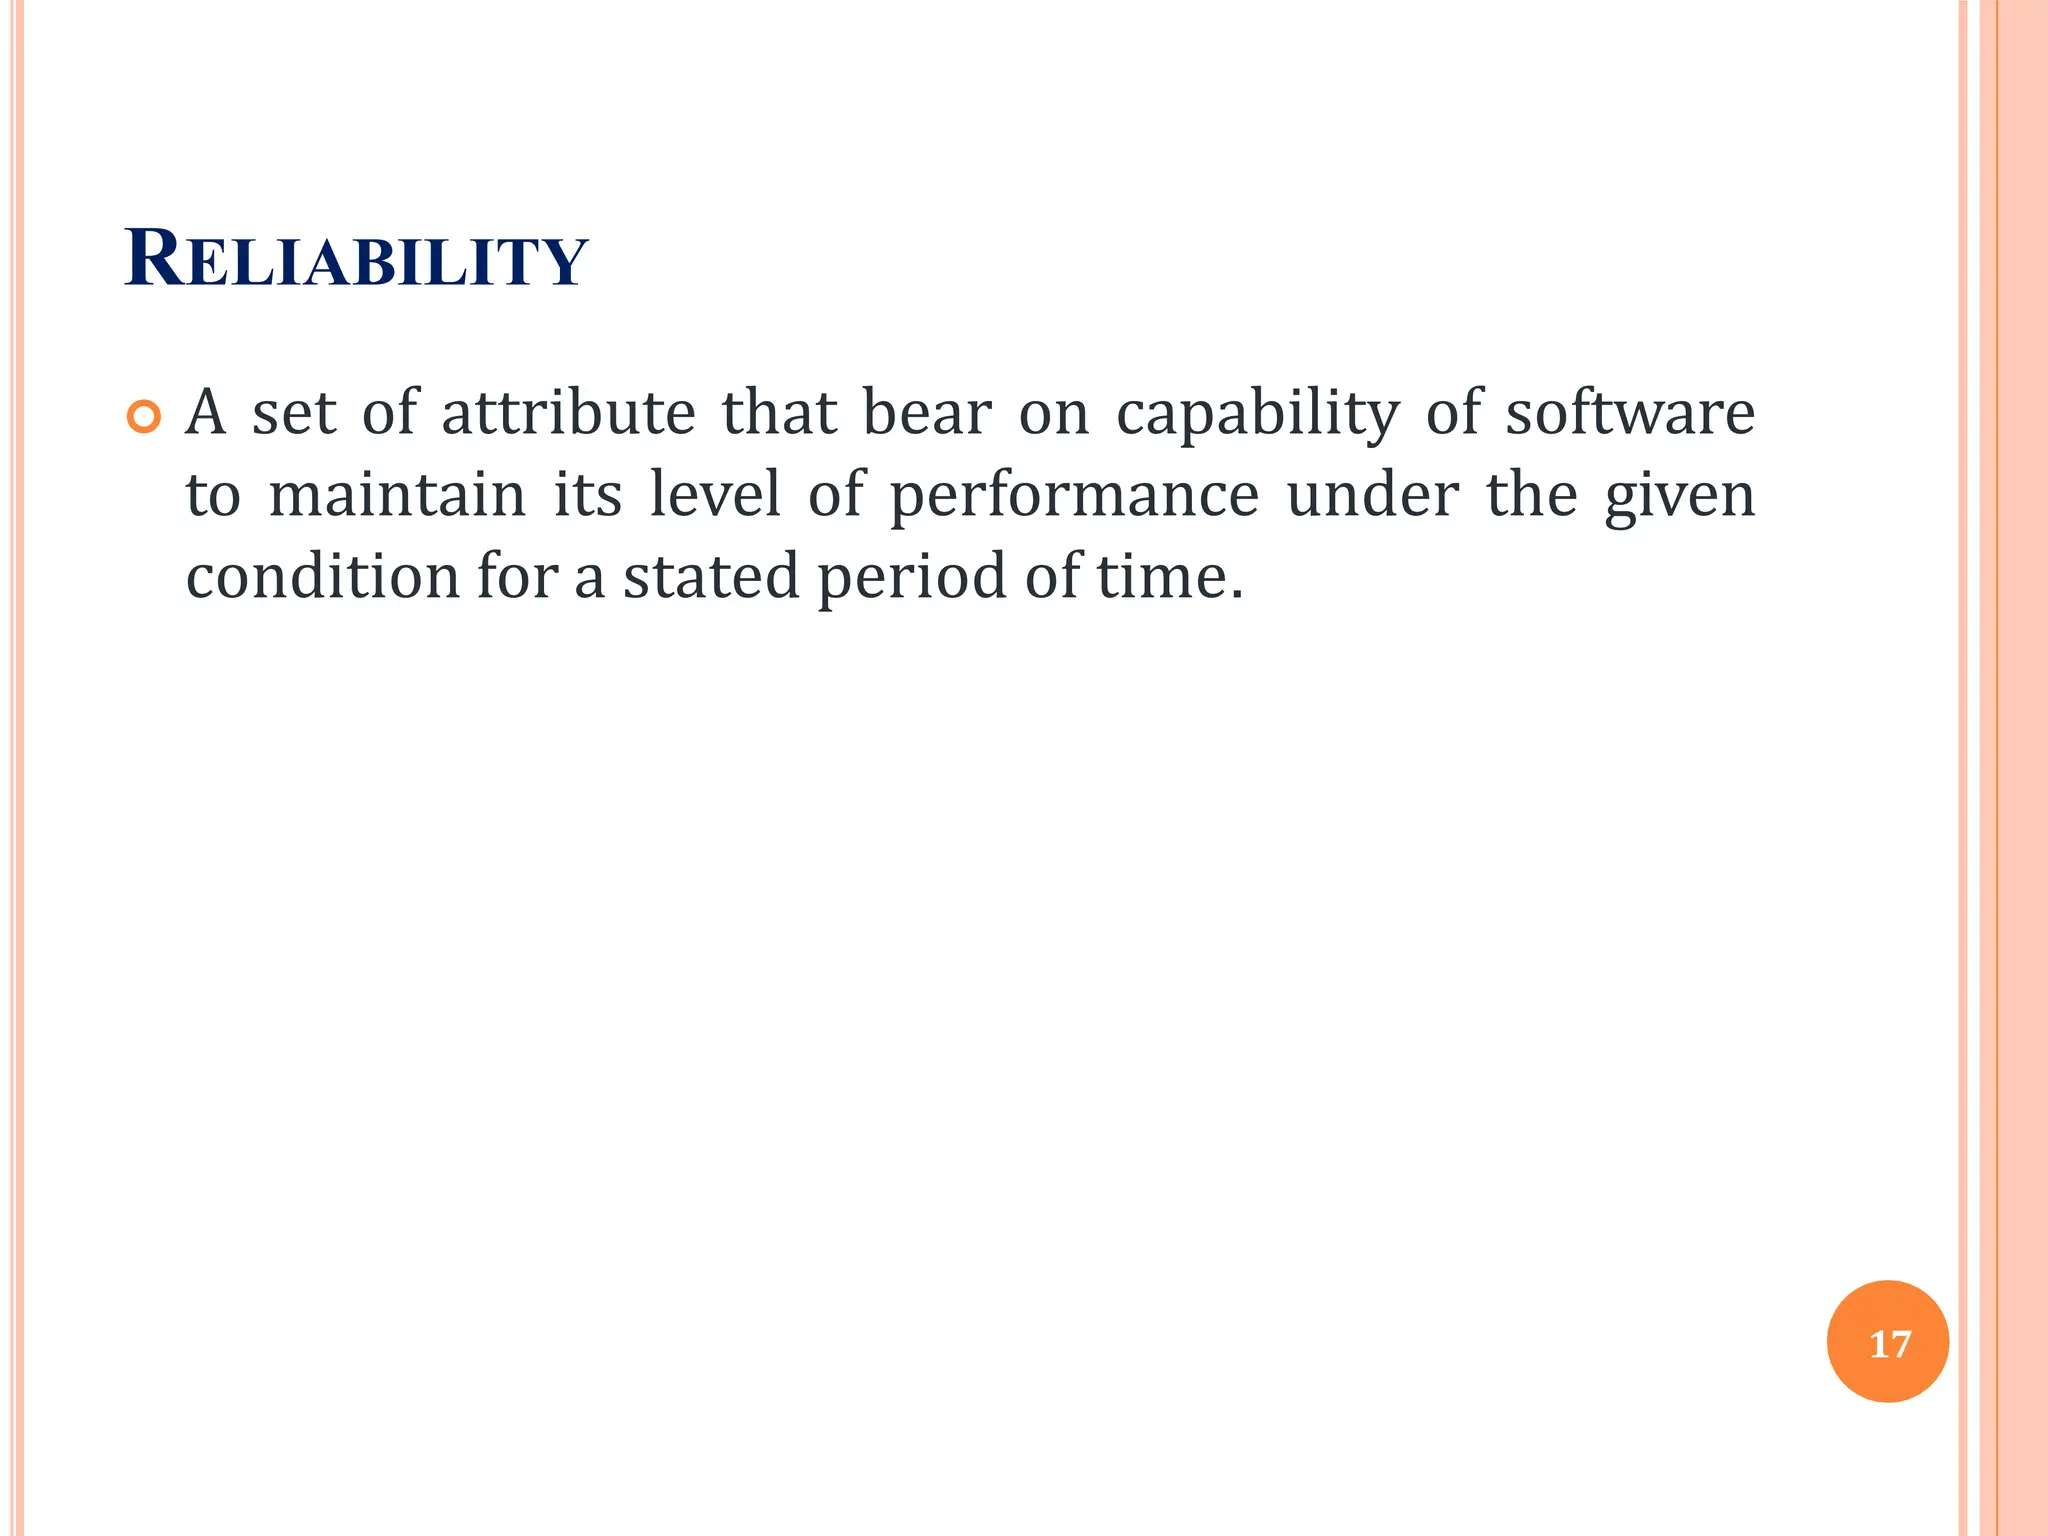 RELIABILITY
A set of attribute that bear on capability of software
to maintain its level of performance under the given
condition for a stated period of time.
17